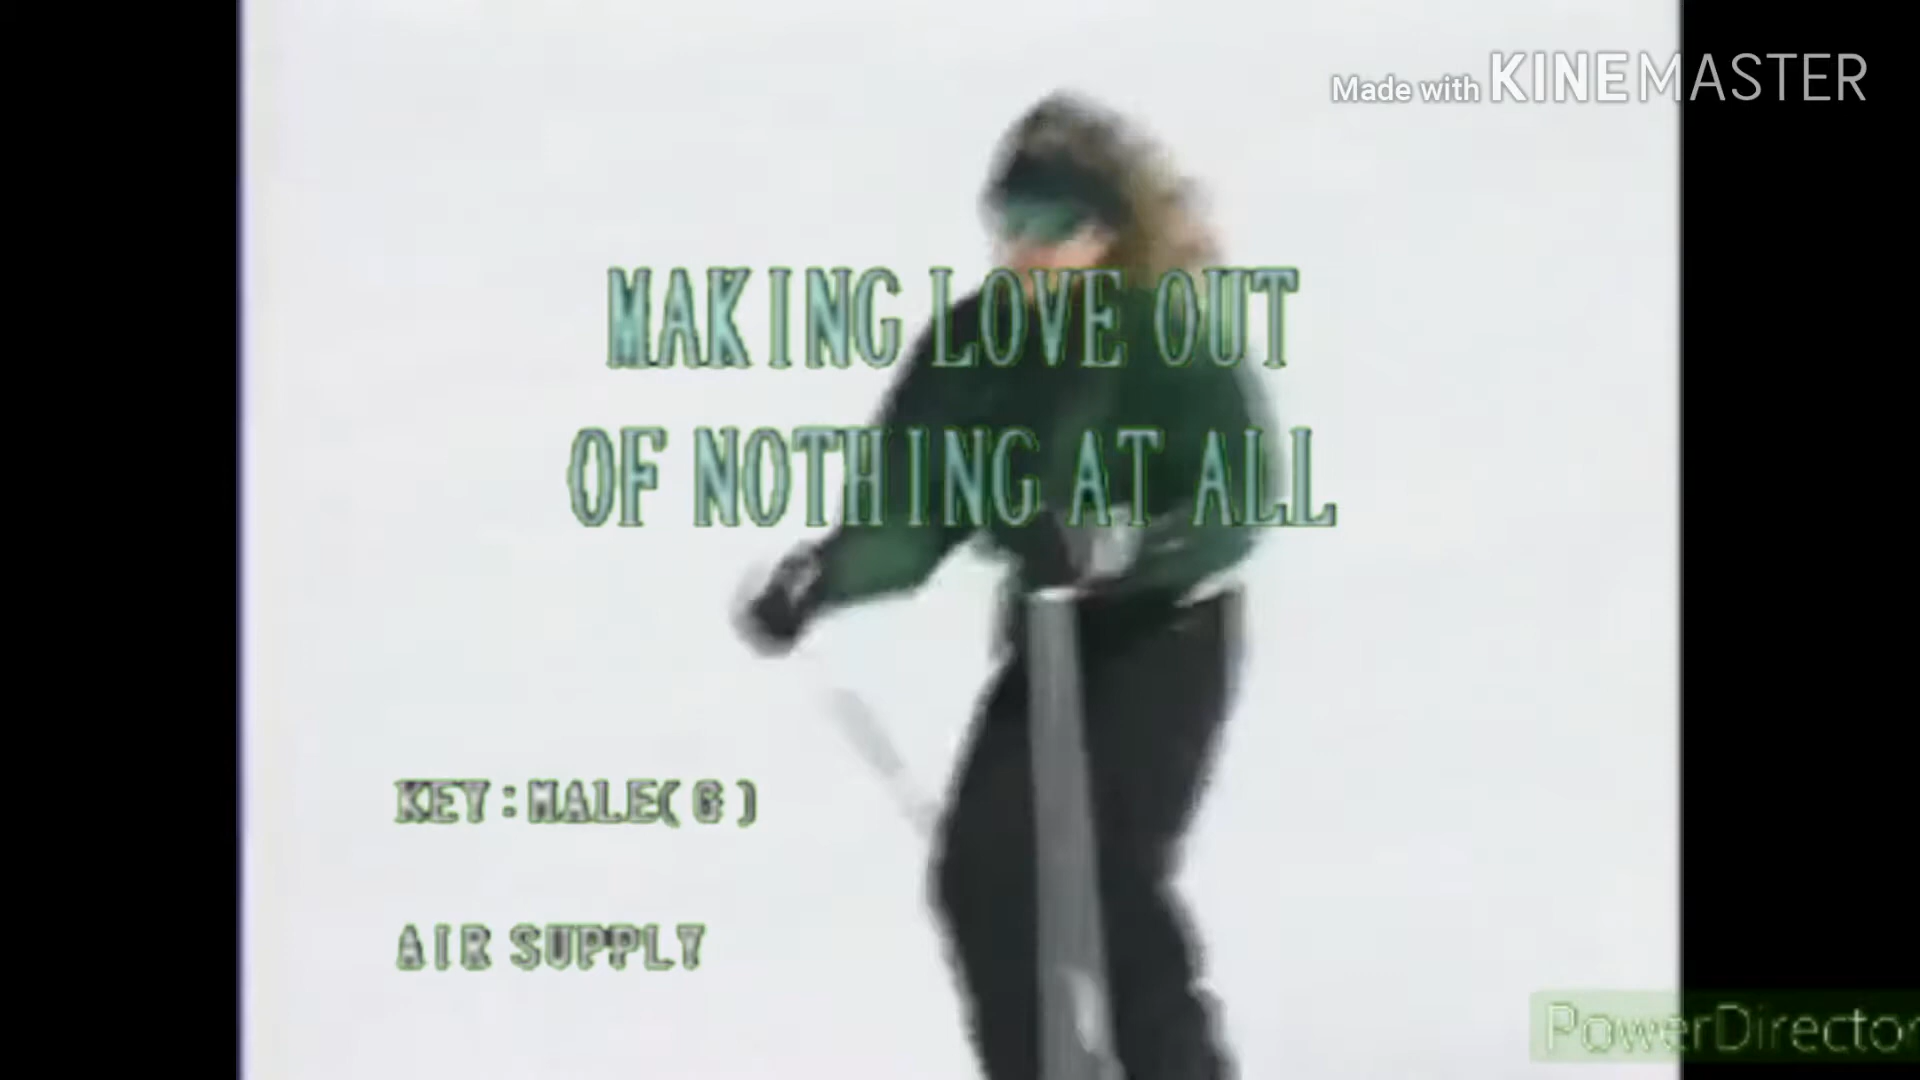 Made with KINEMASTER
MAKING LOVE OUT
OF NOTHING AT ALL
KEY:MALE(G)
AIR SUPPLY
PowerDirector